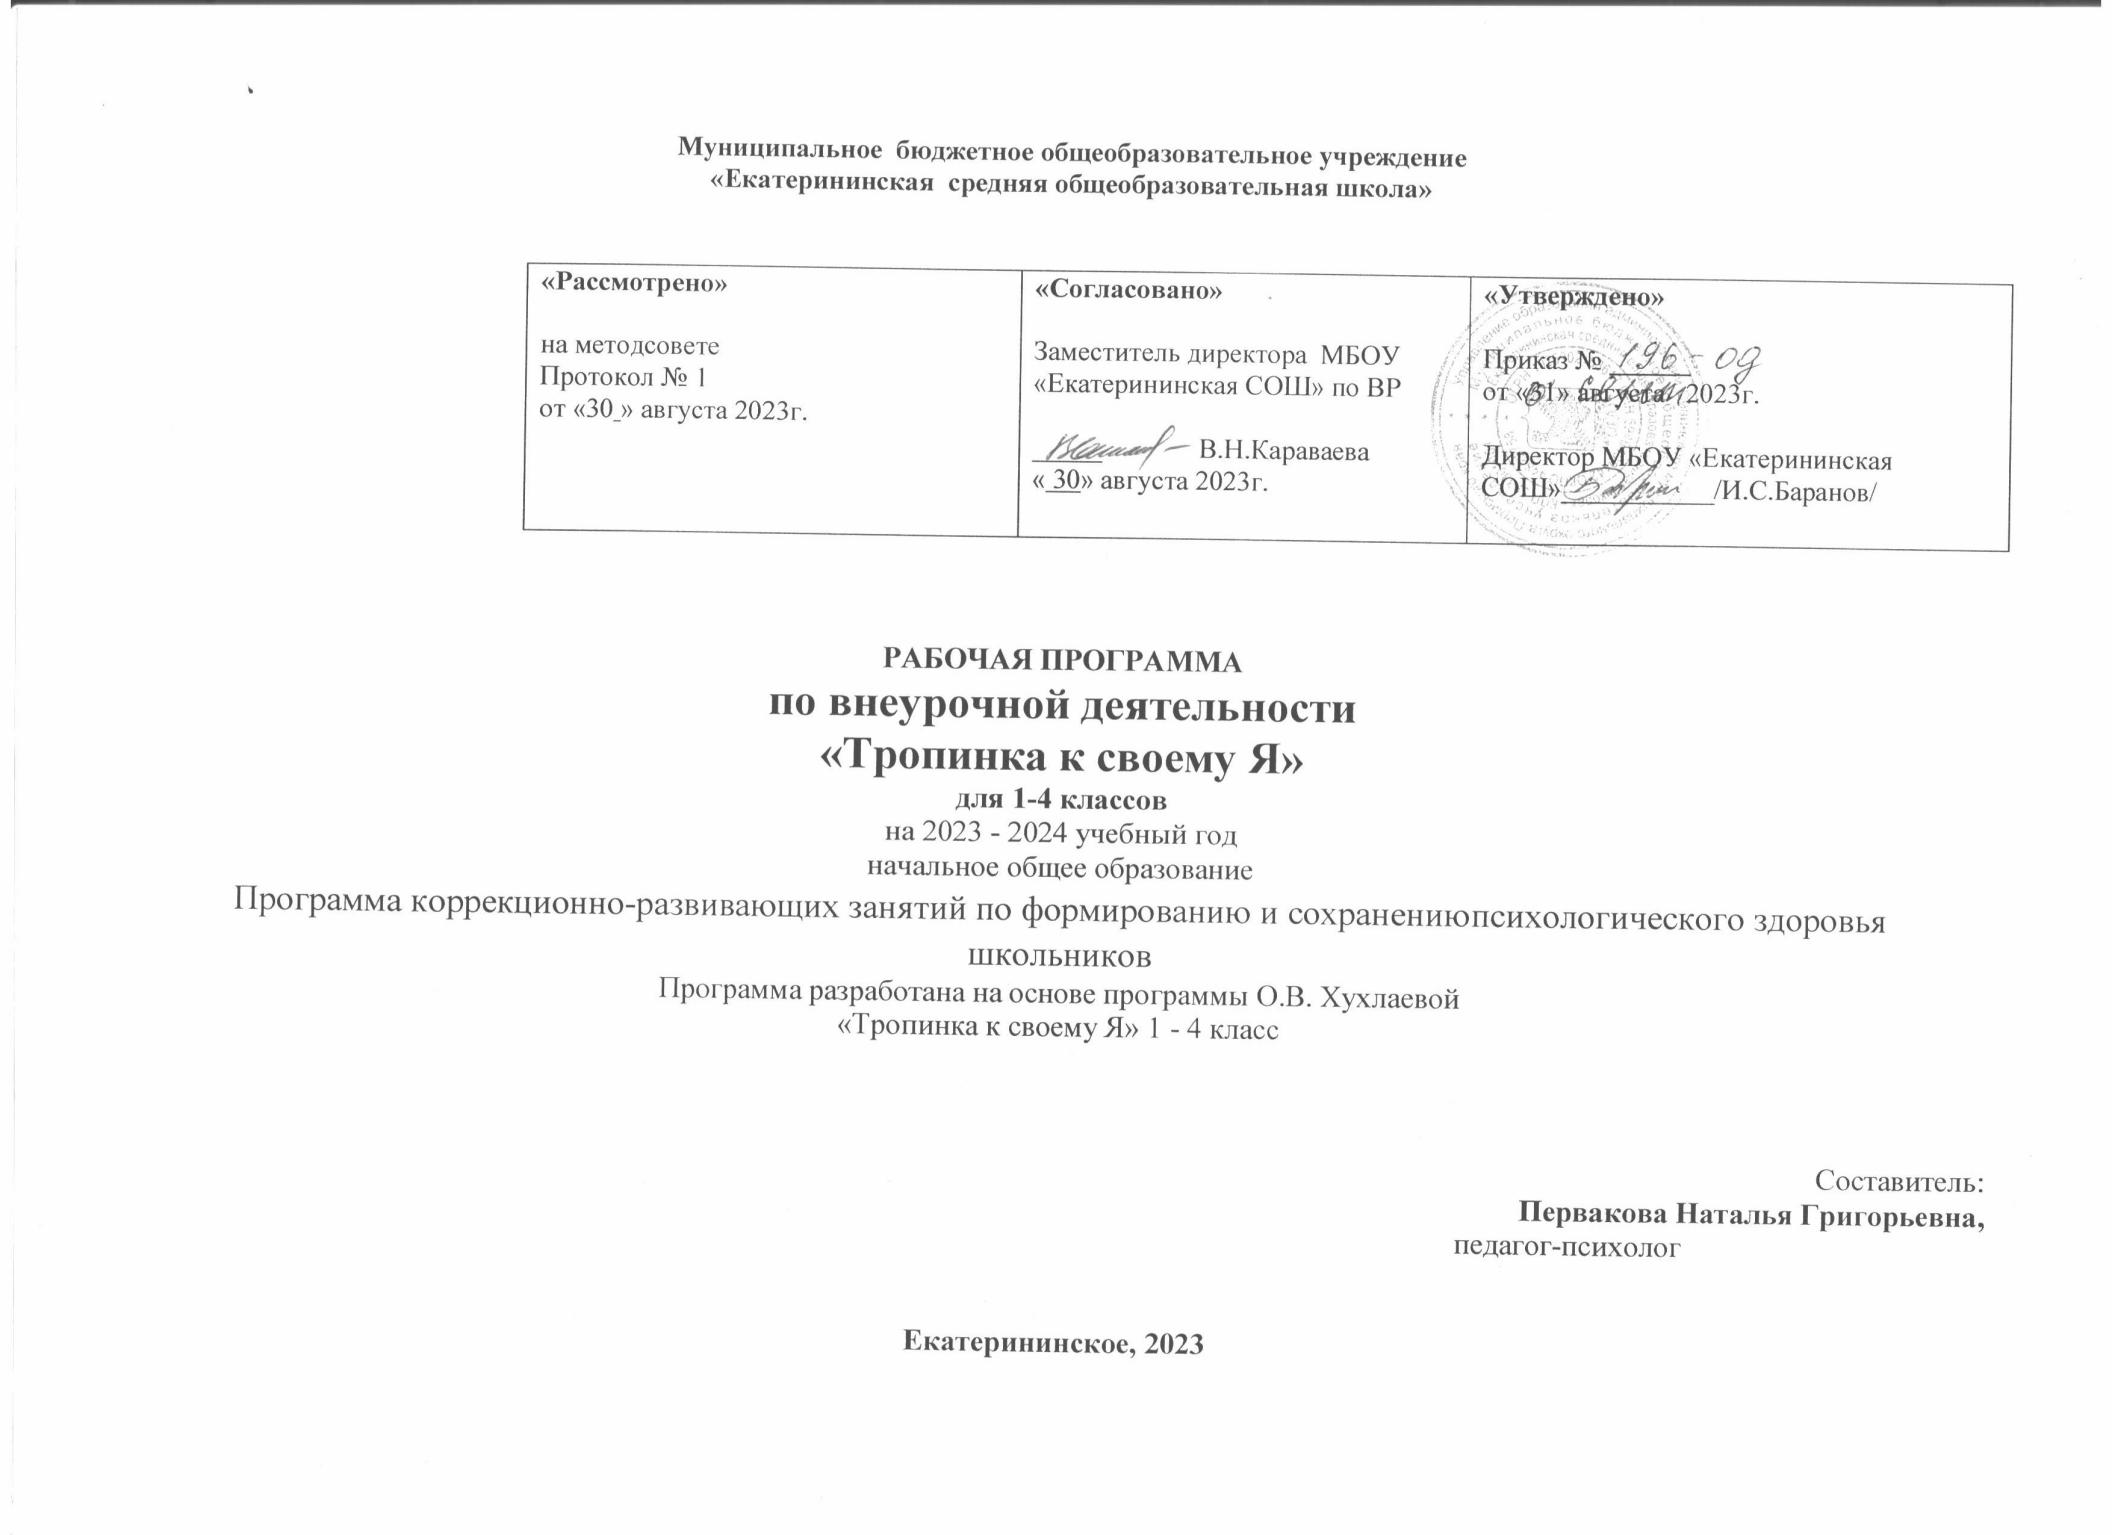 Муниципальное бюджетное общеобразовательное учреждение
«Екатерининская средняя общеобразовательная школа»
«Рассмотрено»
на методсовете
Протокол № 1
от «30_» августа 2023г.
«Согласовано»
Заместитель директора МБОУ
«Екатерининская СОШ» по ВР
В.Н.Караваева
« 30» августа 2023г.
«Утверждено»
Приказ № 196 - од
от «31» августа 2023г.
Директор МБОУ «Екатерининская
СОШ»____________/И.С.Баранов/
РАБОЧАЯ ПРОГРАММА
по внеурочной деятельности
«Тропинка к своему Я»
для 1-4 классов
на 2023 - 2024 учебный год
начальное общее образование
Программа коррекционно-развивающих занятий по формированию и сохранениюпсихологического здоровья
школьников
Программа разработана на основе программы О.В. Хухлаевой
«Тропинка к своему Я» 1 - 4 класс
Составитель:
Первакова Наталья Григорьевна,
педагог-психолог
Екатерининское, 2023